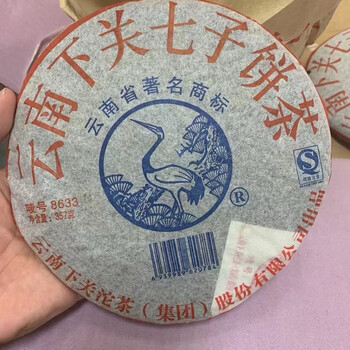 云南下关七子饼茶
云南省著名商标
®
唛号 8633
净含量:357克
云南下关沱茶（集团）股份有限公司出品